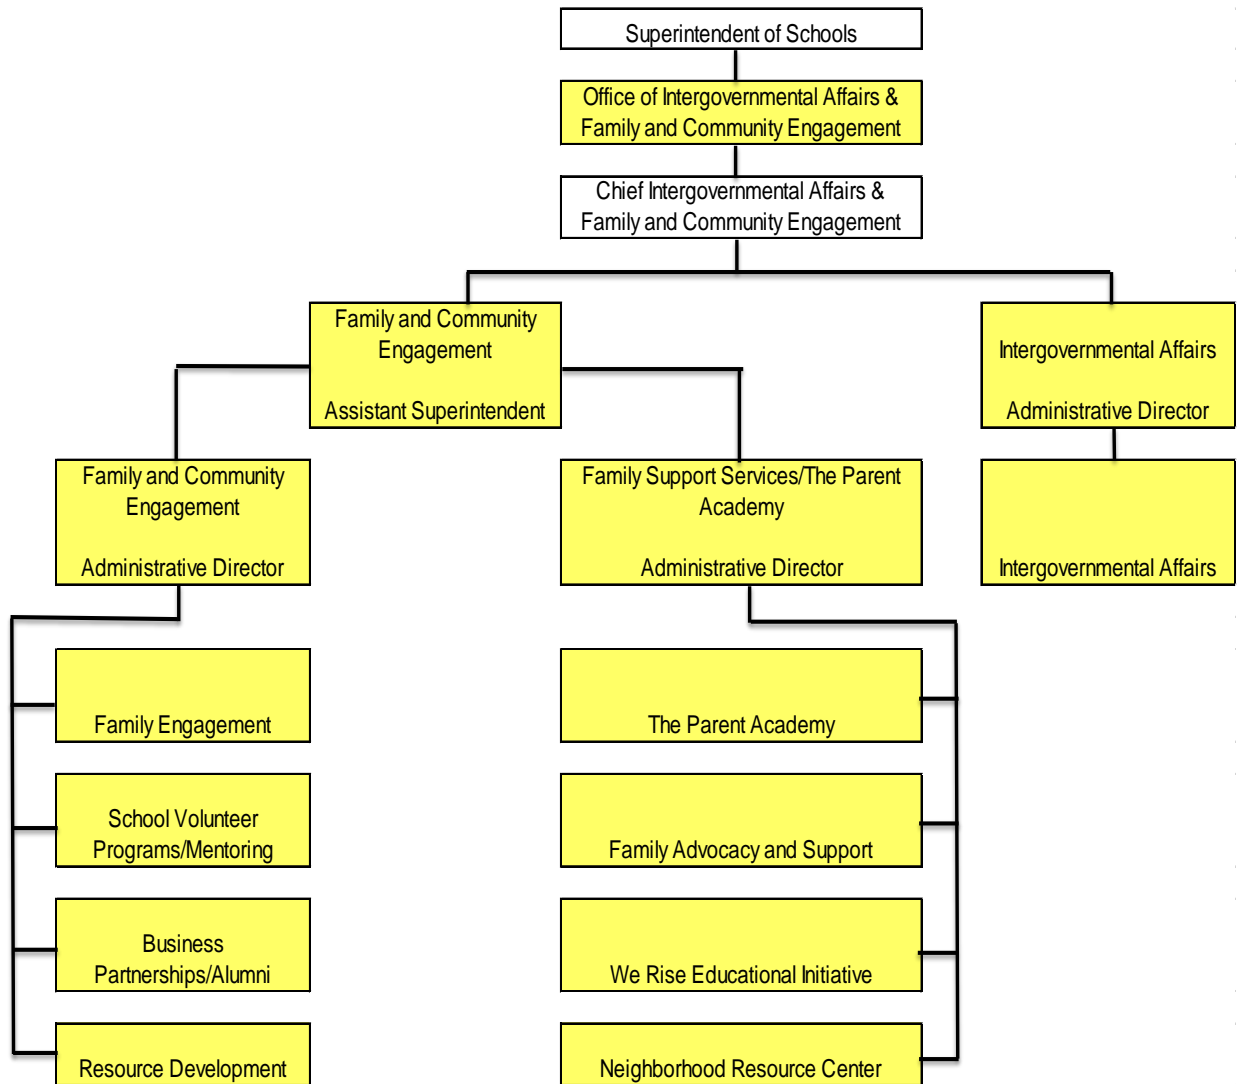 Superintendent of Schools
Office of Intergovernmental Affairs &
Family and Community Engagement
Chief Intergovernmental Affairs &
Family and Community Engagement
Family and Community
Engagement
Assistant Superintendent
Intergovernmental Affairs
Administrative Director
Family and Community
Engagement
Administrative Director
Family Support Services/The Parent
Academy
Administrative Director
Intergovernmental Affairs
Family Engagement
The Parent Academy
School Volunteer
Programs/Mentoring
Family Advocacy and Support
Business
Partnerships/Alumni
We Rise Educational Initiative
Resource Development
Neighborhood Resource Center